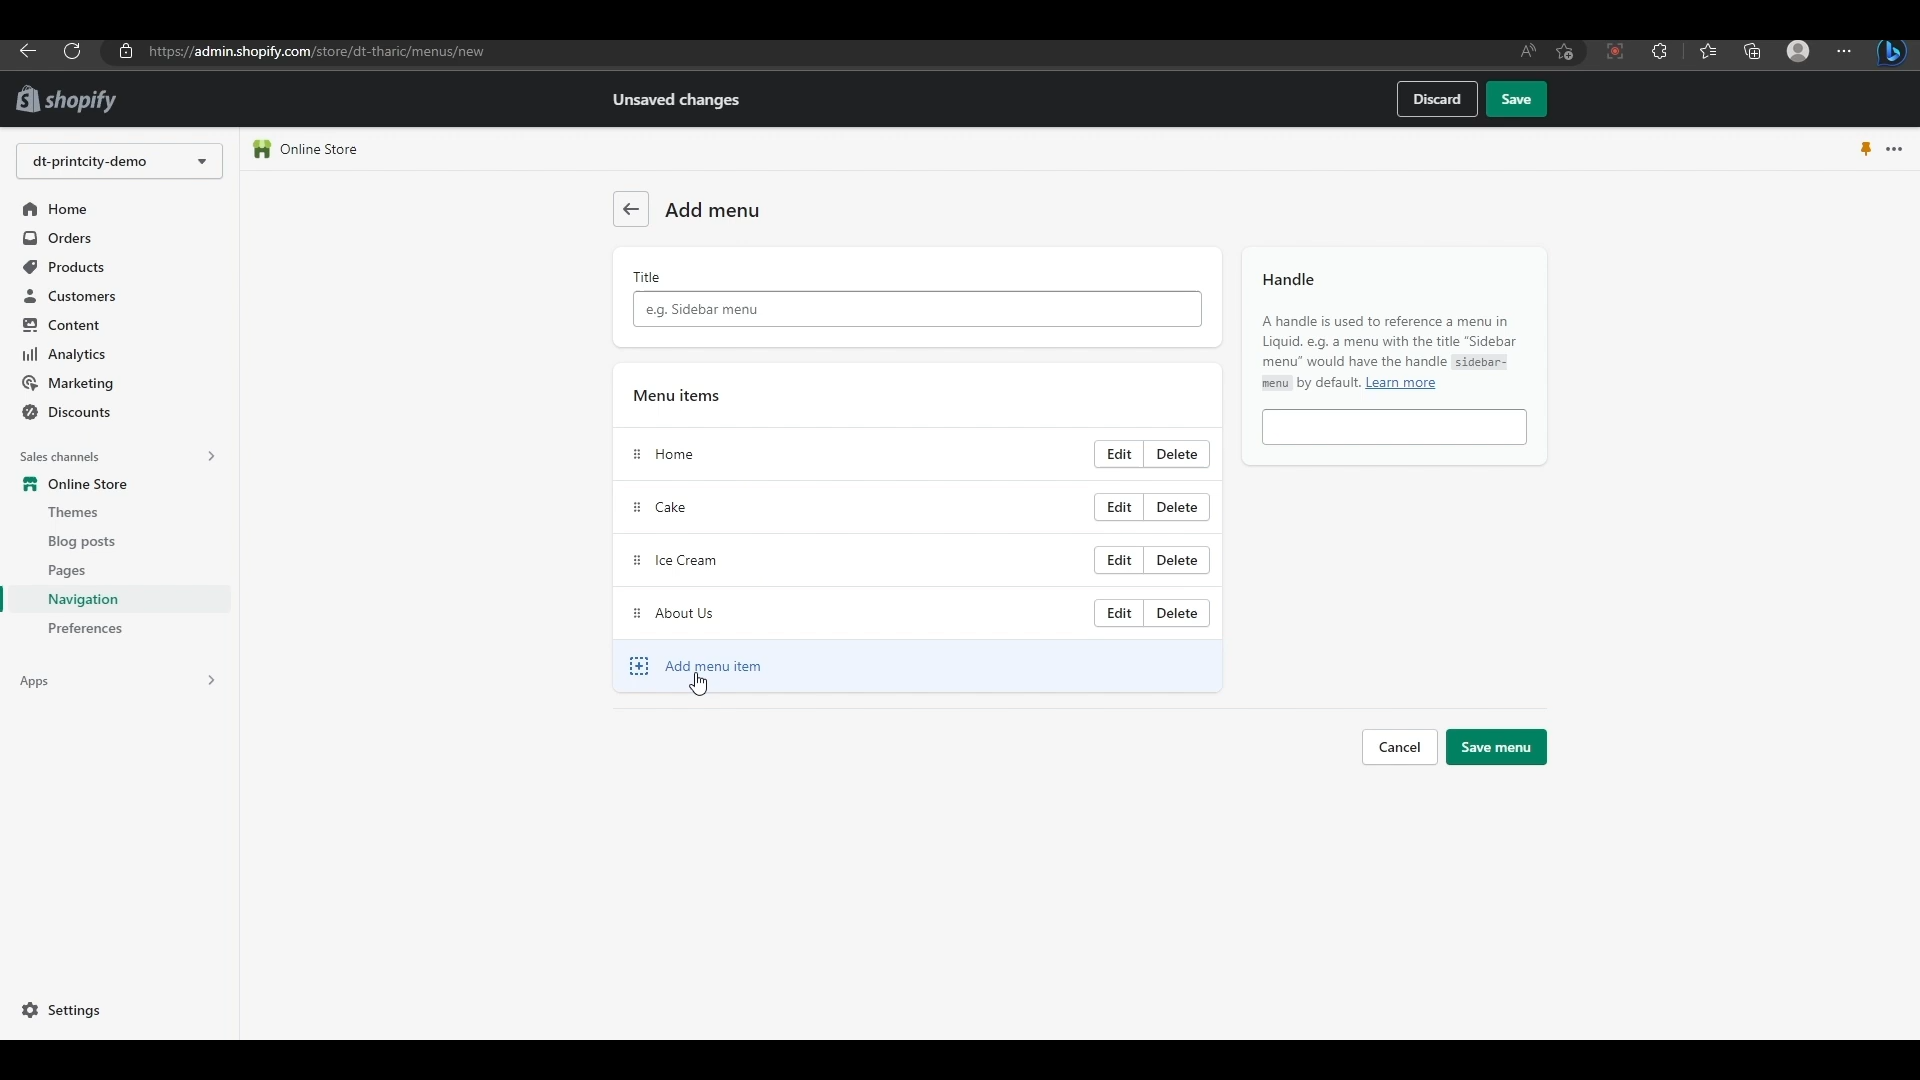 https://admin.shopify.com/store/dt-tharic/menus/new
shopify
Unsaved changes
Discard
Save
dt-printcity-demo
Online Store
Home
Orders
Products
Customers
Content
Analytics
Marketing
Discounts
Sales channels
Online Store
Themes
Blog posts
Pages
Navigation
Preferences
Apps
Settings
Add menu
Title
e.g. Sidebar menu
Menu items
Home
Edit
Delete
Cake
Edit
Delete
Ice Cream
Edit
Delete
About Us
Edit
Delete
Add menu item
Handle
A handle is used to reference a menu in
Liquid. e.g. a menu with the title "Sidebar
menu" would have the handle sidebar-
menu by default. Learn more
Cancel
Save menu